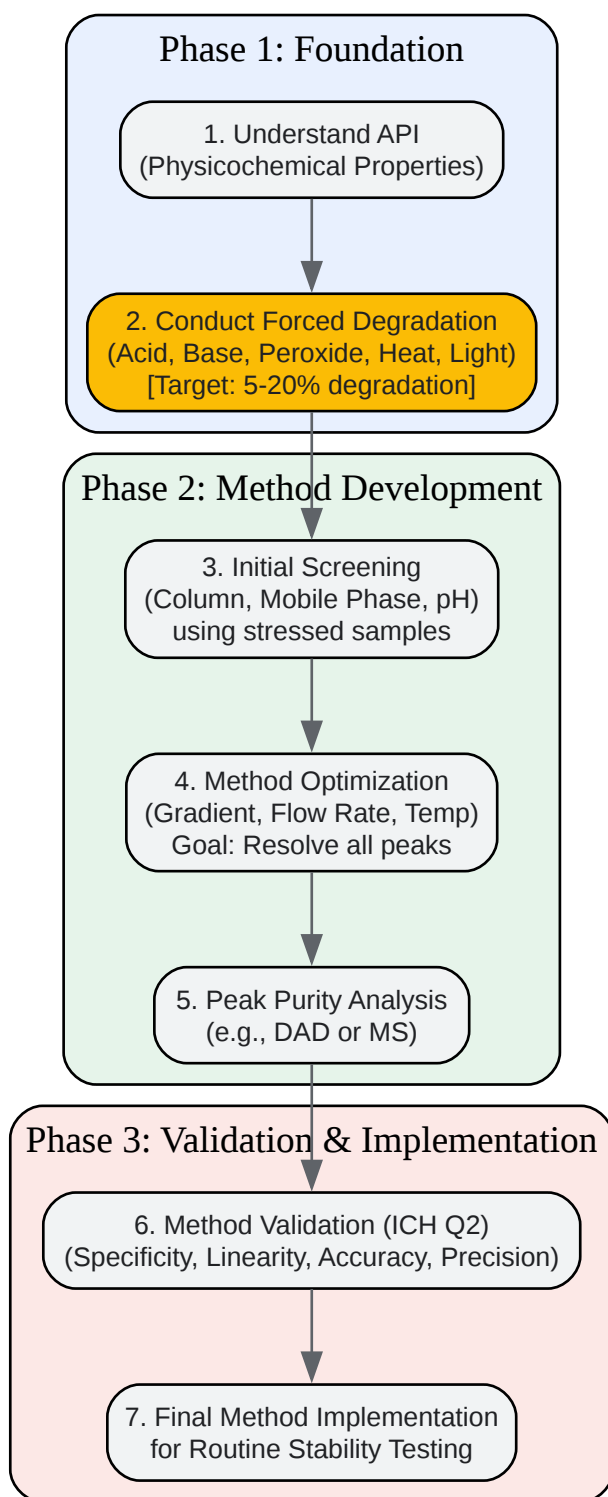 Phase 1: Foundation
1. Understand API
(Physicochemical Properties)
2. Conduct Forced Degradation
(Acid, Base, Peroxide, Heat, Light)
[Target: 5-20% degradation]
Phase 2: Method Development
3. Initial Screening
(Column, Mobile Phase, pH)
using stressed samples
4. Method Optimization
(Gradient, Flow Rate, Temp)
Goal: Resolve all peaks
5. Peak Purity Analysis
(e.g., DAD or MS)
Phase 3: Validation & Implementation
6. Method Validation (ICH Q2)
(Specificity, Linearity, Accuracy, Precision)
7. Final Method Implementation
for Routine Stability Testing